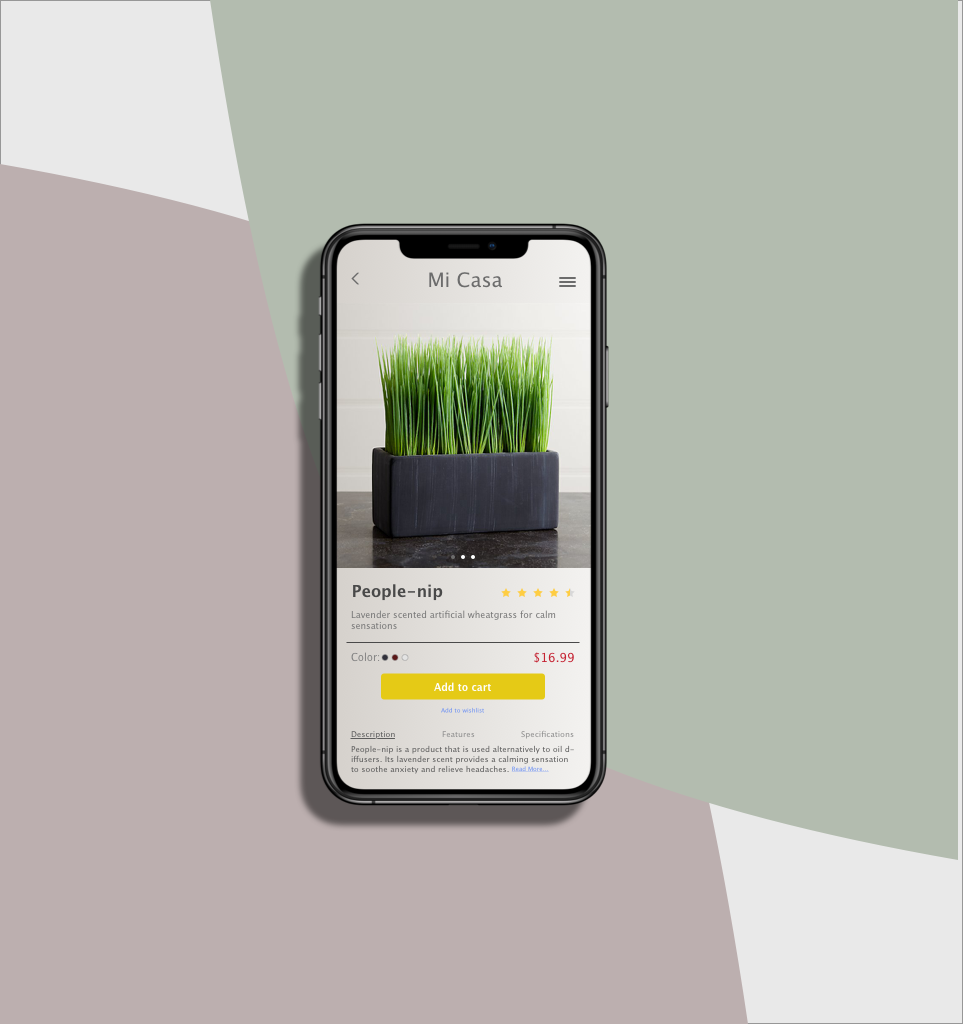 Mi Casa
People-nip
Lavender scented artificial wheatgrass for calm
sensations
Color:
$16.99
Add to cart
Add to wishlist
Description Features Specifications
People-nip is a product that is used alternatively to oil d-
iffusers. Its lavender scent provides a calming sensation
to soothe anxiety and relieve headaches. Read More...